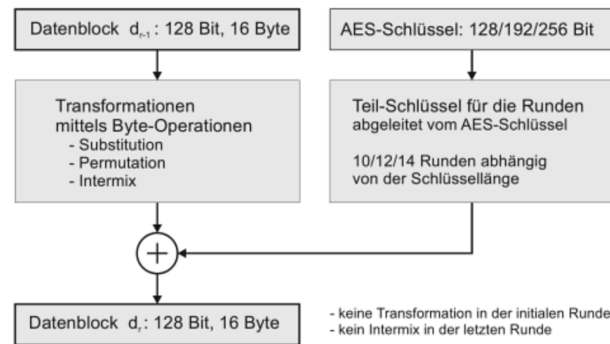 Datenblock d r-1 : 128 Bit, 16 Byte
AES-Schlüssel: 128/192/256 Bit
Transformationen
mittels Byte-Operationen
- Substitution
- Permutation
- Intermix
Teil-Schlüssel für die Runden
abgeleitet vom AES-Schlüssel
10/12/14 Runden abhängig
von der Schlüssellänge
+
Datenblock d r : 128 Bit, 16 Byte
- keine Transformation in der initialen Runde
- kein Intermix in der letzten Runde